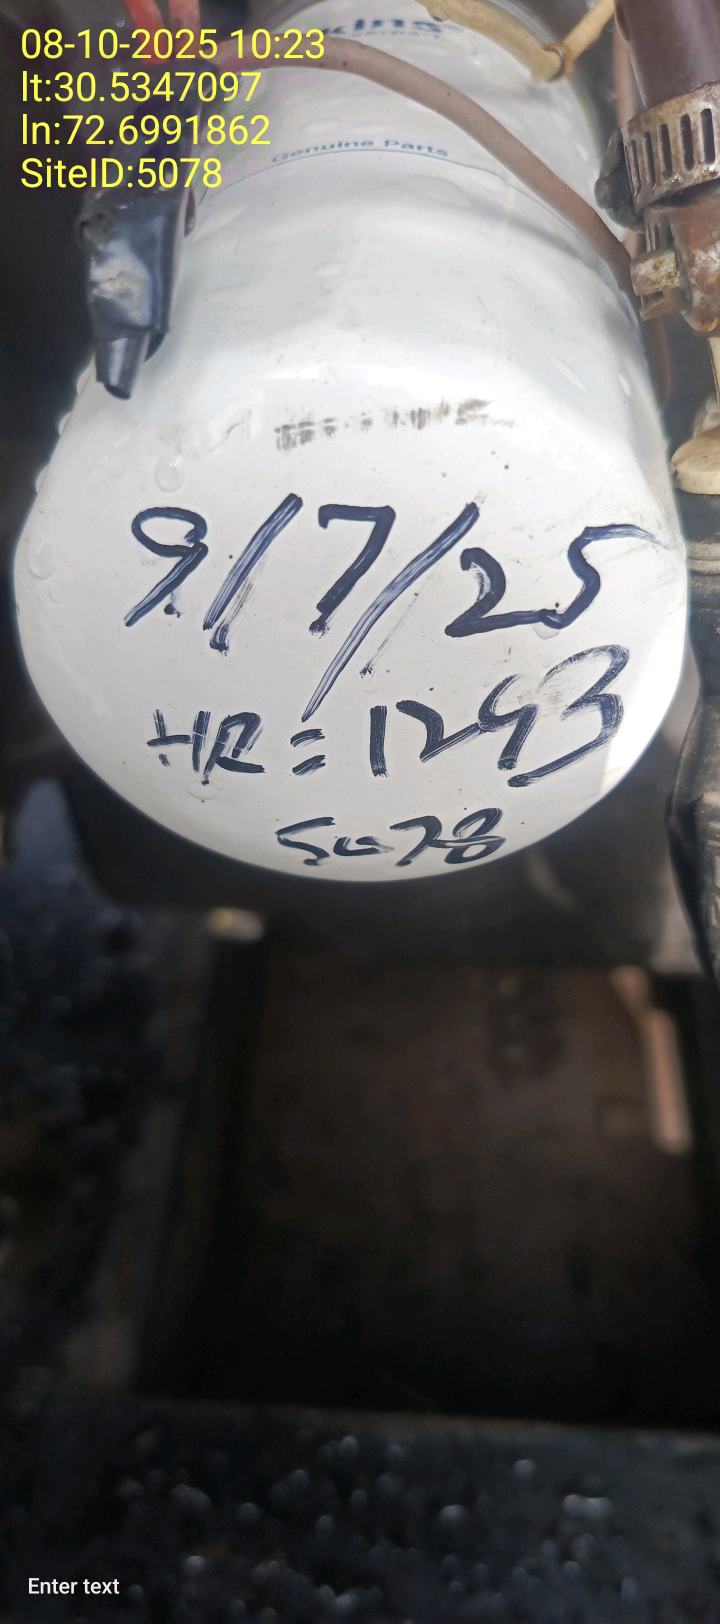 08-10-2025 10:23
lt:30.5347097
ln:72.6991862
SiteID:5078
kins
Genuine Parts
9/7/25
HR=1293
5078
Enter text